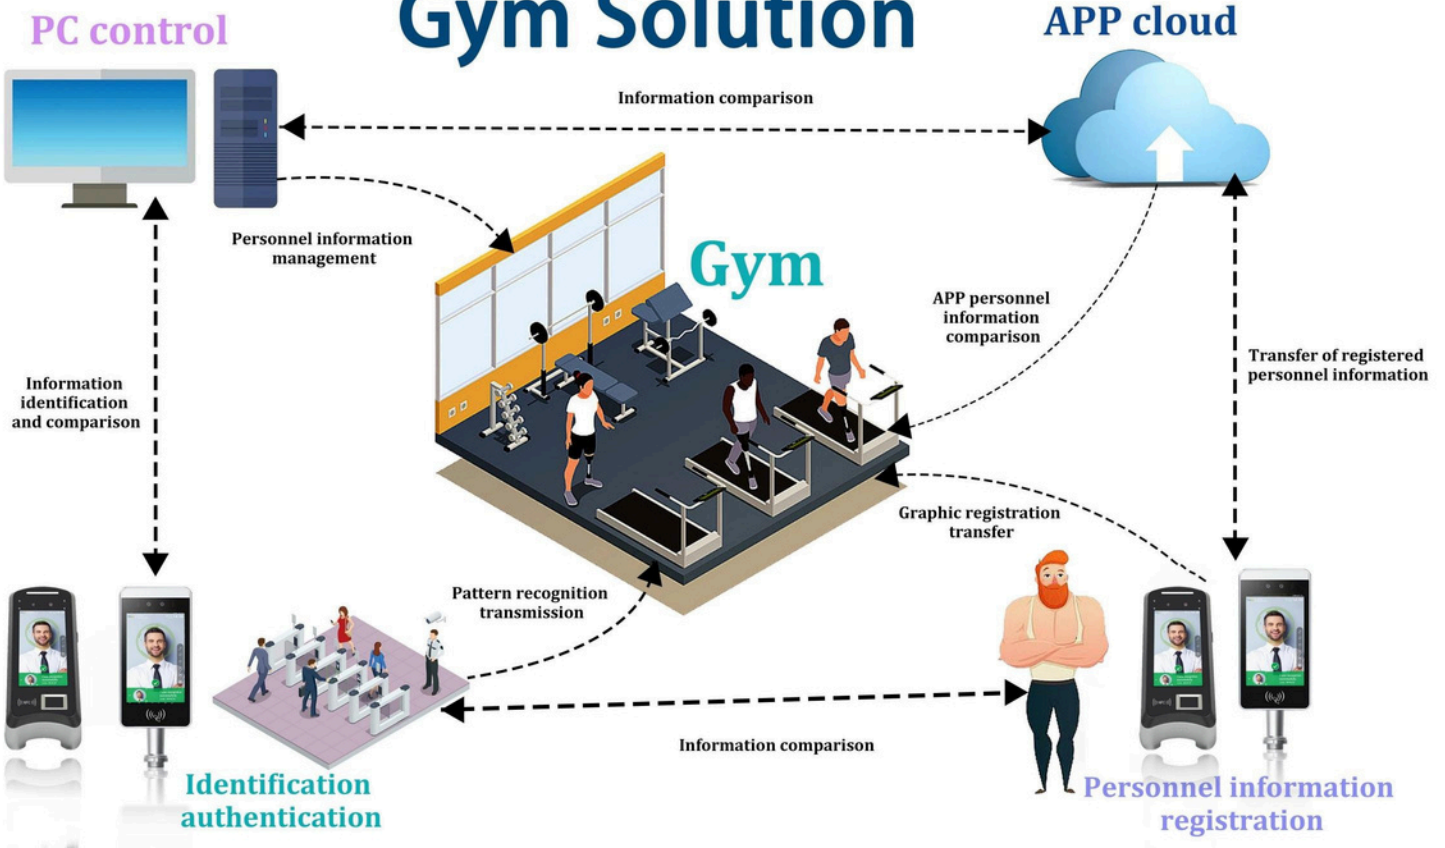 Gym Solution
PC control
APP cloud
Information comparison
Personnel information
management
Gym
APP personnel
information
comparison
Transfer of registered
personnel information
Information
identification
and comparison
Graphic registration
transfer
Pattern recognition
transmission
Information comparison
Identification
authentication
Personnel information
registration